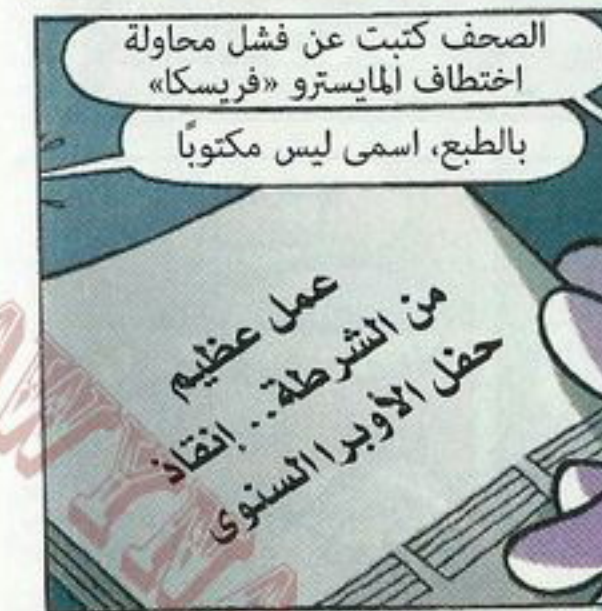 الصحف كتبت عن فشل محاولة
اختطاف المايسترو «فريسكا»
بالطبع، اسمى ليس مكتوبًا
عمل عظيم
من الشرطة.. إنقاذ
حفل الأوبرا السنوى